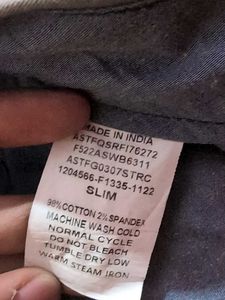 MADE IN INDIA
ASTFQSRFI76272
F522ASWB6311
ASTFG0307STRC
1204566-F1335-1122
SLIM
98% COTTON 2% SPANDEX
MACHINE WASH COLD
NORMAL CYCLE
DO NOT BLEACH
TUMBLE DRY LOW
WARM STEAM IRON